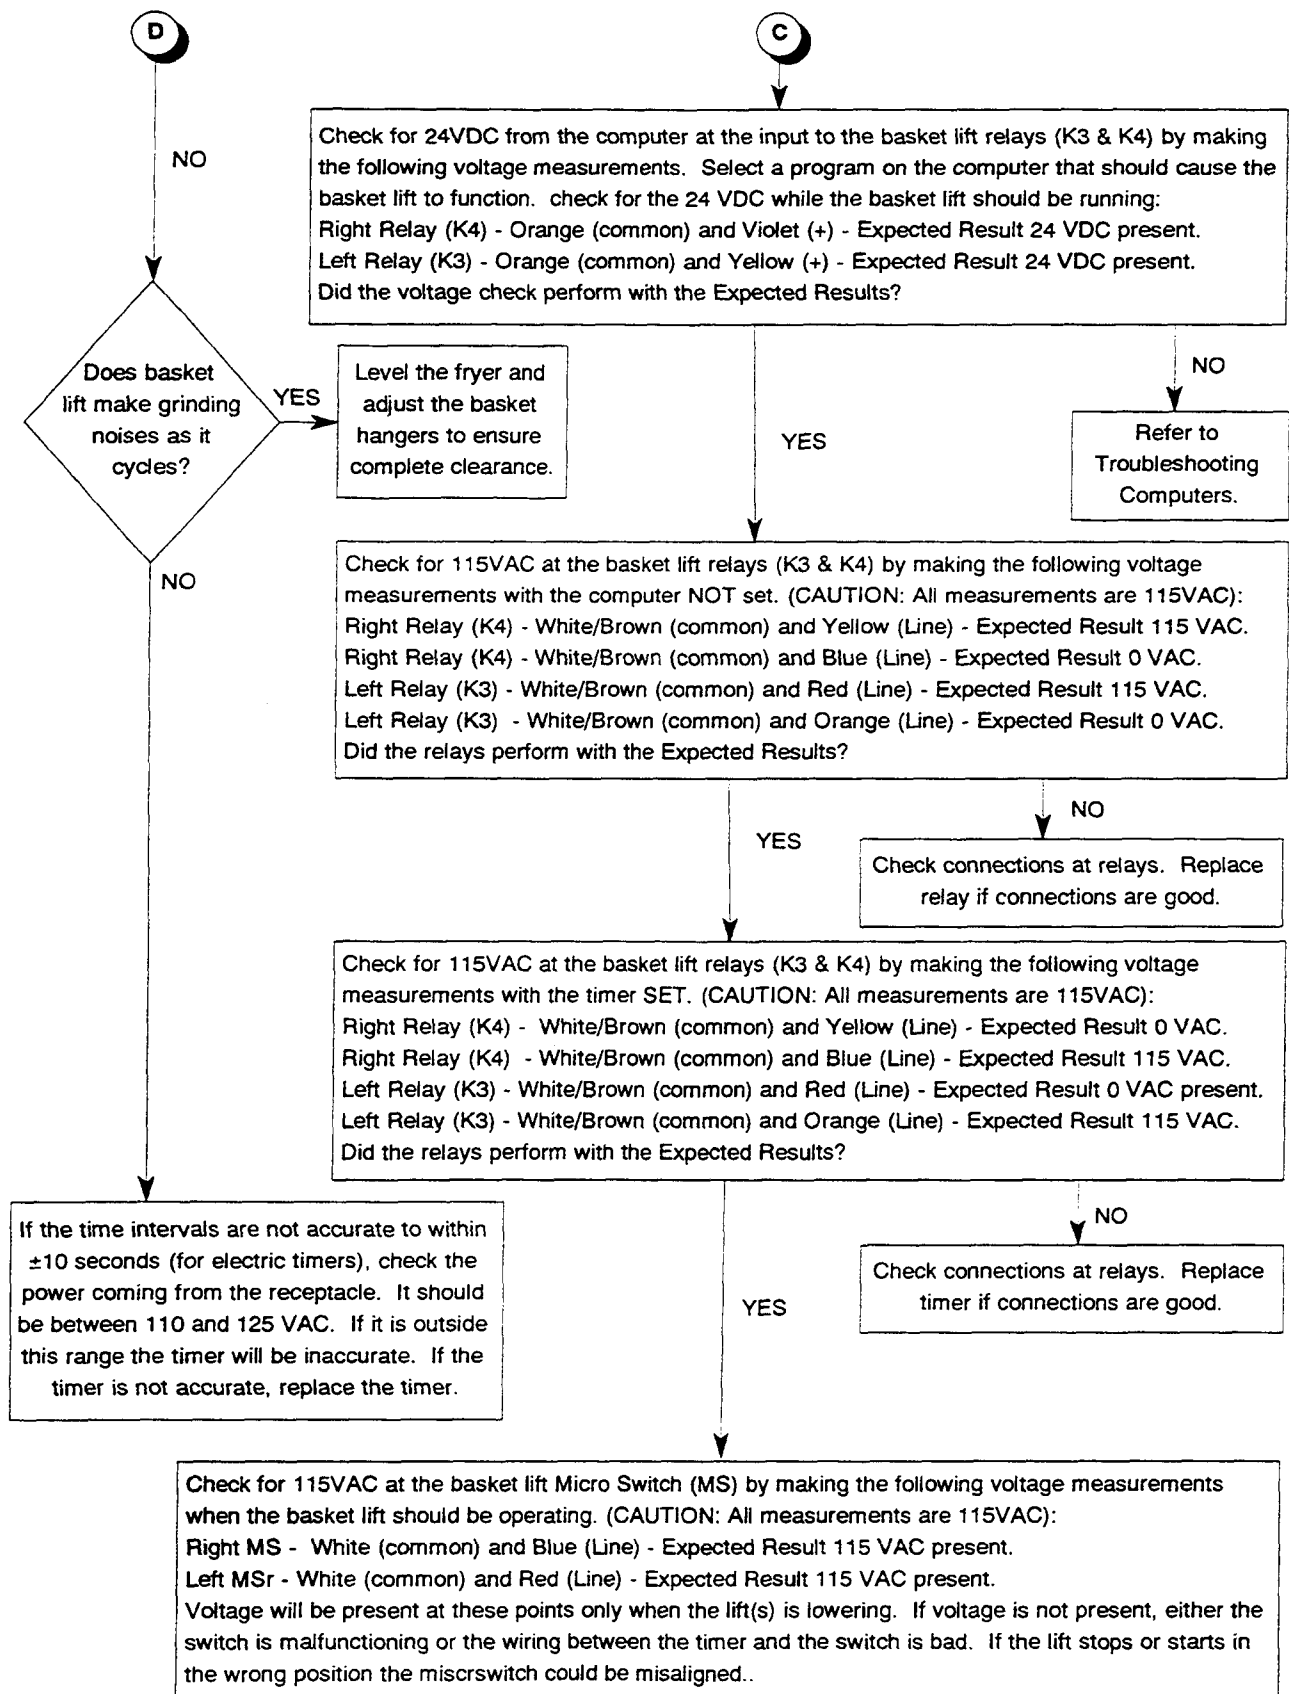 D
C
NO
Check for 24VDC from the computer at the input to the basket lift relays (K3 & K4) by making
the following voltage measurements. Select a program on the computer that should cause the
basket lift to function. check for the 24 VDC while the basket lift should be running:
Right Relay (K4) - Orange (common) and Violet (+) - Expected Result 24 VDC present.
Left Relay (K3) - Orange (common) and Yellow (+) - Expected Result 24 VDC present.
Did the voltage check perform with the Expected Results?
Does basket
lift make grinding
noises as it
cycles?
YES
Level the fryer and
adjust the basket
hangers to ensure
complete clearance.
YES
NO
Refer to
Troubleshooting
Computers.
NO
Check for 115VAC at the basket lift relays (K3 & K4) by making the following voltage
measurements with the computer NOT set. (CAUTION: All measurements are 115VAC):
Right Relay (K4) - White/Brown (common) and Yellow (Line) - Expected Result 115 VAC.
Right Relay (K4) - White/Brown (common) and Blue (Line) - Expected Result 0 VAC.
Left Relay (K3) - White/Brown (common) and Red (Line) - Expected Result 115 VAC.
Left Relay (K3) - White/Brown (common) and Orange (Line) - Expected Result 0 VAC.
Did the relays perform with the Expected Results?
YES
NO
Check connections at relays. Replace
relay if connections are good.
Check for 115VAC at the basket lift relays (K3 & K4) by making the following voltage
measurements with the timer SET. (CAUTION: All measurements are 115VAC):
Right Relay (K4) - White/Brown (common) and Yellow (Line) - Expected Result 0 VAC.
Right Relay (K4) - White/Brown (common) and Blue (Line) - Expected Result 115 VAC.
Left Relay (K3) - White/Brown (common) and Red (Line) - Expected Result 0 VAC present.
Left Relay (K3) - White/Brown (common) and Orange (Line) - Expected Result 115 VAC.
Did the relays perform with the Expected Results?
If the time intervals are not accurate to within
±10 seconds (for electric timers), check the
power coming from the receptacle. It should
be between 110 and 125 VAC. If it is outside
this range the timer will be inaccurate. If the
timer is not accurate, replace the timer.
YES
NO
Check connections at relays. Replace
timer if connections are good.
Check for 115VAC at the basket lift Micro Switch (MS) by making the following voltage measurements
when the basket lift should be operating. (CAUTION: All measurements are 115VAC):
Right MS - White (common) and Blue (Line) - Expected Result 115 VAC present.
Left MSr - White (common) and Red (Line) - Expected Result 115 VAC present.
Voltage will be present at these points only when the lift(s) is lowering. If voltage is not present, either the
switch is malfunctioning or the wiring between the timer and the switch is bad. If the lift stops or starts in
the wrong position the miscrswitch could be misaligned..